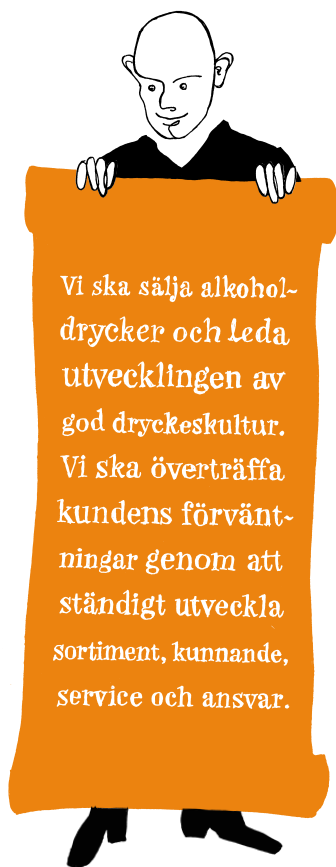 Vi ska sälja alkohol-
drycker och leda
utvecklingen av
god dryckeskultur.
Vi ska överträffa
kundens förvänt-
ningar genom att
ständigt utveckla
sortiment, kunnande,
service och ansvar.